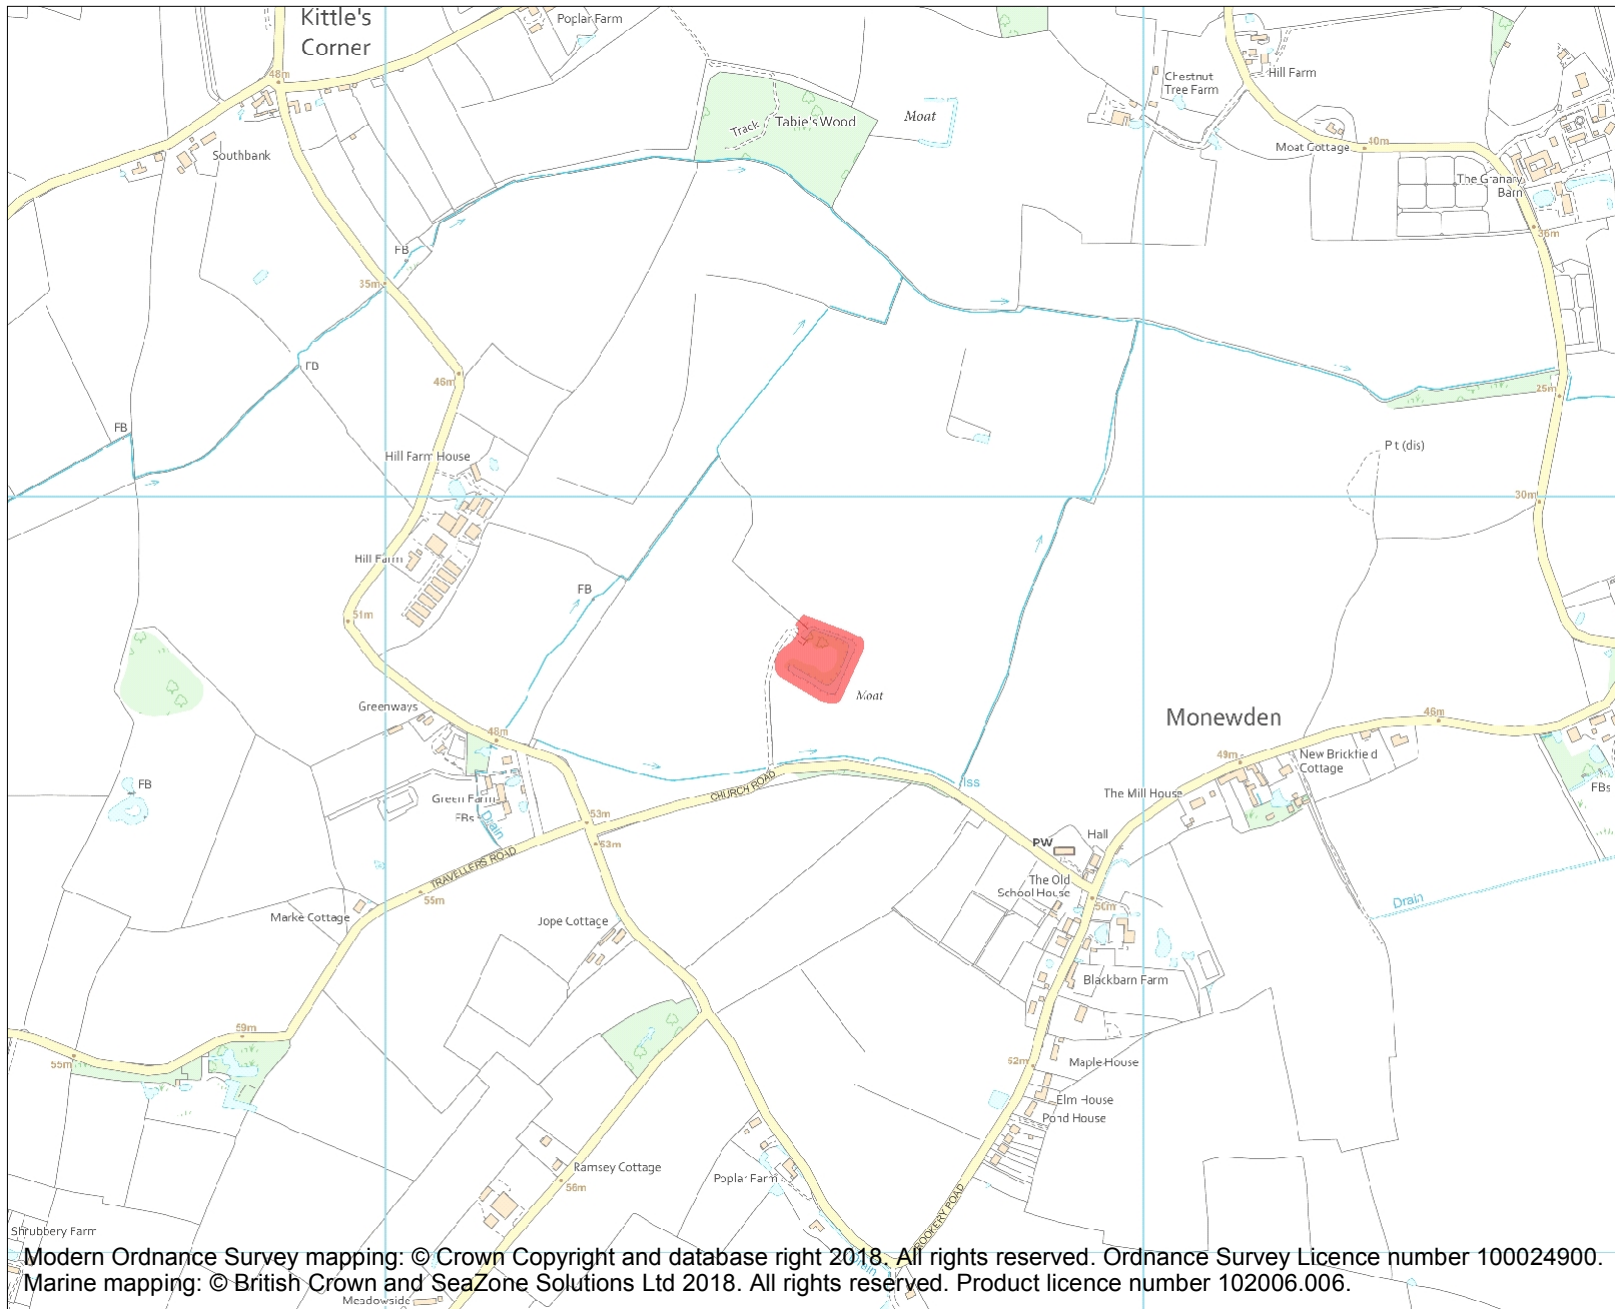 Kittle's
Corner
Poplar Farm
48m
Southbank
Track
Tabie's Wood
Moat
Chestnut
Tree Farm
Hill Farm
Moat Cottage
40m
The Granary
Barn
36m
FB
35m
46m
FB
25m
Hill Farm House
P t (dis)
30m
Hill Farm
FB
51m
Moat
Greenways
48m
Monewden
46m
49m
New Brickfie d
Cottage
FB
Green Farm
FBs
Drain
CHURCH ROAD
Iss
The Mill House
FBs
53m
53m
PW
Hall
TRAVELLERS ROAD
55m
The Old
School House
50m
Drain
Marke Cottage
Jope Cottage
Blackbarn Farm
59m
55m
62m
Maple House
Elm House
Pond House
Ramsey Cottage
56m
Poplar Farm
ROOKERY ROAD
Shrubbery Farm
Drain
Modern Ordnance Survey mapping: © Crown Copyright and database right 2018. All rights reserved. Ordnance Survey Licence number 100024900.
Marine mapping: © British Crown and SeaZone Solutions Ltd 2018. All rights reserved. Product licence number 102006.006.
Meadowside